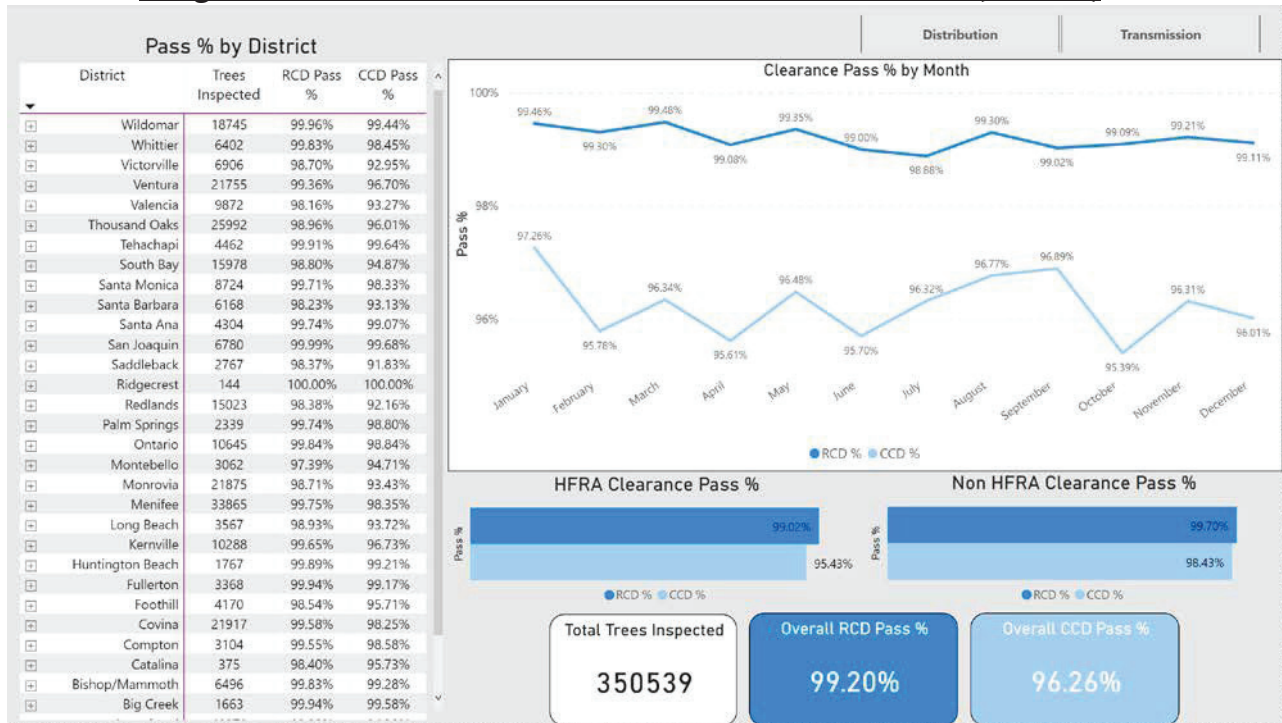 Distribution
Transmission
Pass % by District
District Trees Inspected RCD Pass % CCD Pass %
Wildomar 18745 99.96% 99.44%
Whittier 6402 99.83% 98.45%
Victorville 6906 98.70% 92.95%
Ventura 21755 99.36% 96.70%
Valencia 9872 98.16% 93.27%
Thousand Oaks 25992 98.96% 96.01%
Tehachapi 4462 99.91% 99.64%
South Bay 15978 98.80% 94.87%
Santa Monica 8724 99.71% 98.33%
Santa Barbara 6168 98.23% 93.13%
Santa Ana 4304 99.74% 99.07%
San Joaquin 6780 99.99% 99.68%
Saddleback 2767 98.37% 91.83%
Ridgecrest 144 100.00% 100.00%
Redlands 15023 98.38% 92.16%
Palm Springs 2339 99.74% 98.80%
Ontario 10645 99.84% 98.84%
Montebello 3062 97.39% 94.71%
Monrovia 21875 98.71% 93.43%
Menifee 33865 99.75% 98.35%
Long Beach 3567 98.93% 93.72%
Kernville 10288 99.65% 96.73%
Huntington Beach 1767 99.89% 99.21%
Fullerton 3368 99.94% 99.17%
Foothill 4170 98.54% 95.71%
Covina 21917 99.58% 98.25%
Compton 3104 99.55% 98.58%
Catalina 375 98.40% 95.73%
Bishop/Mammoth 6496 99.83% 99.28%
Big Creek 1663 99.94% 99.58%
Clearance Pass % by Month
Pass %
100%
98%
96%
99.46% 99.30% 99.48% 99.08% 99.35% 99.00% 98.88% 99.30% 99.02% 99.09% 99.21% 99.11%
97.26% 95.78% 96.34% 95.61% 96.48% 95.70% 96.32% 96.77% 96.89% 95.39% 96.31% 96.01%
January February March April May June July August September October November December
RCD % CCD %
HFRA Clearance Pass %
Pass %
99.02%
95.43%
RCD % CCD %
Non HFRA Clearance Pass %
Pass %
99.70%
98.43%
RCD % CCD %
Total Trees Inspected
350539
Overall RCD Pass %
99.20%
Overall CCD Pass %
96.26%